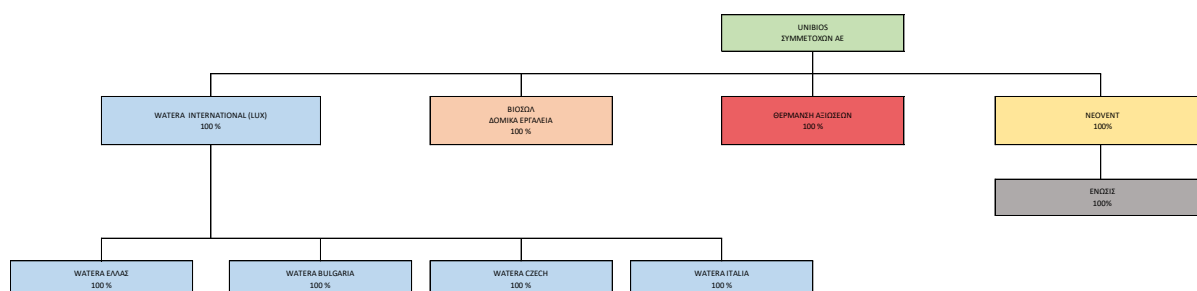 UNIBIOS
ΣΥΜΜΕΤΟΧΩΝ ΑΕ
WATERA INTERNATIONAL (LUX)
100 %
ΒΙΟΣΩΛ
ΔΟΜΙΚΑ ΕΡΓΑΛΕΙΑ
100 %
ΘΕΡΜΑΝΣΗ ΑΞΙΩΣΕΩΝ
100 %
NEOVENT
100%
ΕΝΩΣΙΣ
100%
WATERA ΕΛΛΑΣ
100 %
WATERA BULGARIA
100 %
WATERA CZECH
100 %
WATERA ITALIA
100 %